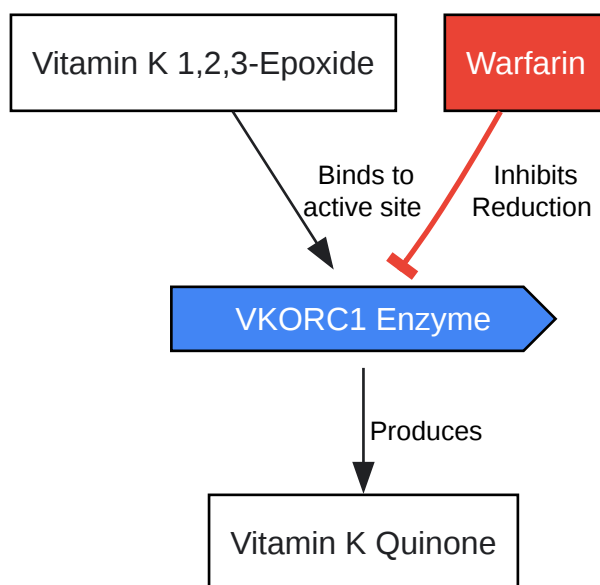 Vitamin K 1,2,3-Epoxide
Warfarin
Binds to
active site
Inhibits
Reduction
VKORC1 Enzyme
Produces
Vitamin K Quinone